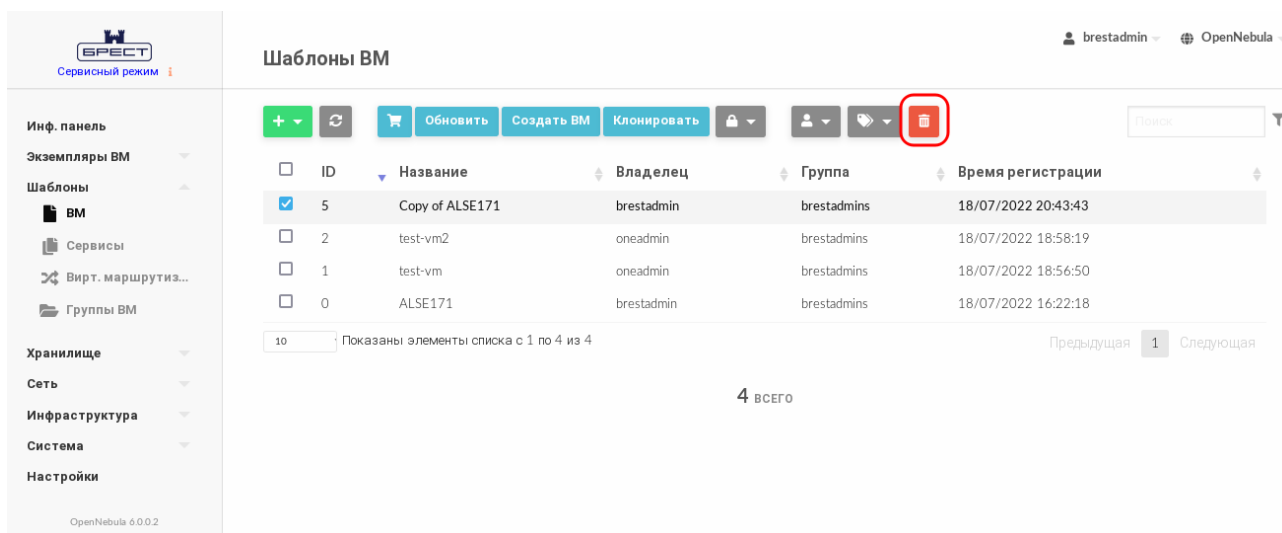 БРЕСТ
Сервисный режим i
Шаблоны ВМ
brestadmin
OpenNebula
Инф. панель
Экземпляры ВМ
Шаблоны
ВМ
Сервисы
Вирт. маршрутиз...
Группы ВМ
Хранилище
Сеть
Инфраструктура
Система
Настройки
OpenNebula 6.0.0.2
+ Обновить Создать ВМ Клонировать Поиск
ID Название Владелец Группа Время регистрации
5 Copy of ALSE171 brestadmin brestadmins 18/07/2022 20:43:43
2 test-vm2 oneadmin brestadmins 18/07/2022 18:58:19
1 test-vm oneadmin brestadmins 18/07/2022 18:56:50
0 ALSE171 brestadmin brestadmins 18/07/2022 16:22:18
10 Показаны элементы списка с 1 по 4 из 4 Предыдущая 1 Следующая
4 ВСЕГО